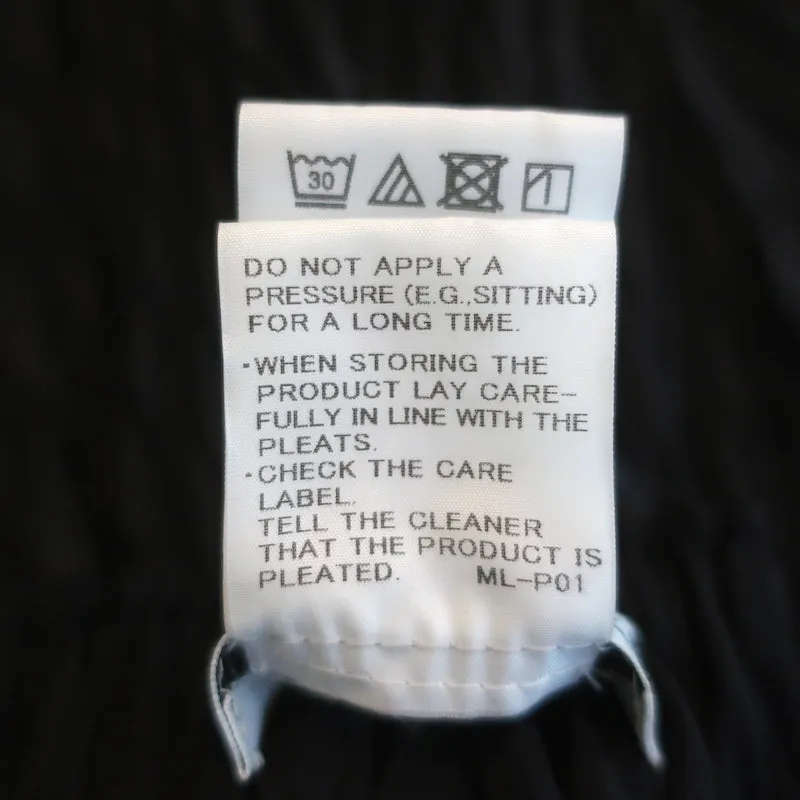 30
DO NOT APPLY A
PRESSURE (E.G.,SITTING)
FOR A LONG TIME.
·WHEN STORING THE
PRODUCT LAY CARE-
FULLY IN LINE WITH THE
PLEATS.
·CHECK THE CARE
LABEL.
TELL THE CLEANER
THAT THE PRODUCT IS
PLEATED. ML-P01